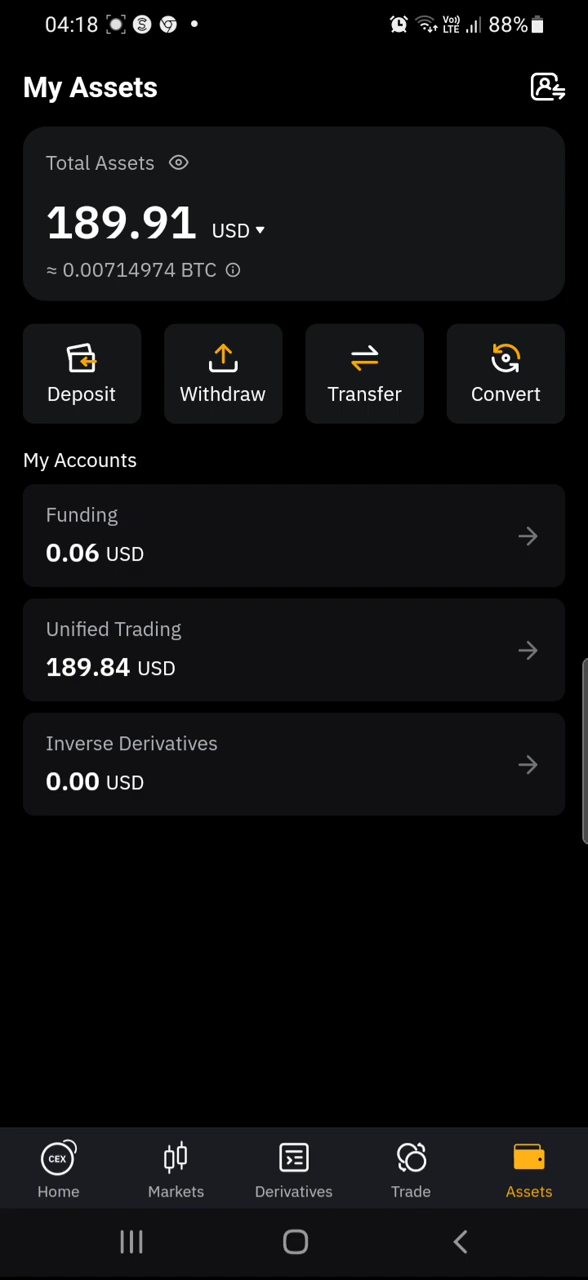 04:18
Vo)) LTE
88%
My Assets
Total Assets
189.91 USD
≈ 0.00714974 BTC
Deposit
Withdraw
Transfer
Convert
My Accounts
Funding
0.06 USD
Unified Trading
189.84 USD
Inverse Derivatives
0.00 USD
CEX
Home
Markets
Derivatives
Trade
Assets